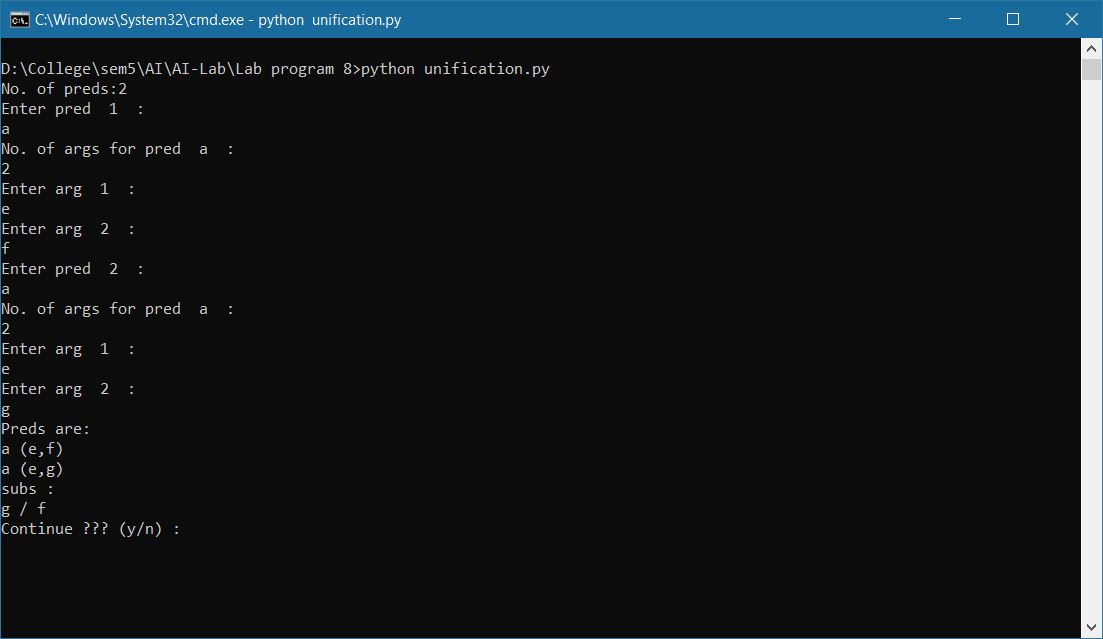 C:\Windows\System32\cmd.exe - python  unification.py
D:\College\sem5\AI\AI-Lab\Lab program 8>python unification.py
No. of preds:2
Enter pred  1  :
a
No. of args for pred  a  :
2
Enter arg  1  :
e
Enter arg  2  :
f
Enter pred  2  :
a
No. of args for pred  a  :
2
Enter arg  1  :
e
Enter arg  2  :
g
Preds are:
a (e,f)
a (e,g)
subs :
g / f
Continue ??? (y/n) :